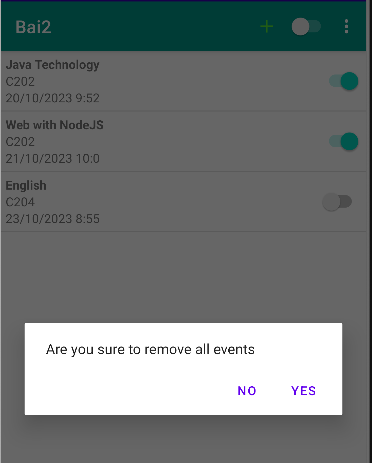 Bai2
Java Technology
C202
20/10/2023 9:52
Web with NodeJS
C202
21/10/2023 10:0
English
C204
23/10/2023 8:55
Are you sure to remove all events
NO YES